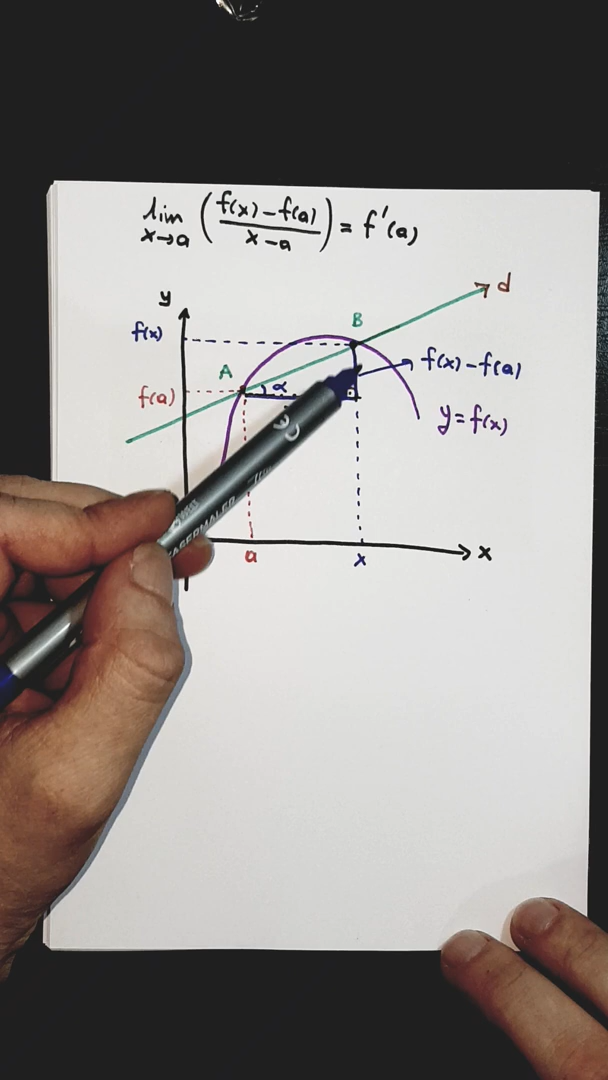 lim x→a (f(x)-f(a) / x-a) = f'(a)
y
d
B
f(x)
A
α
f(x)-f(a)
f(a)
y=f(x)
a
x
x